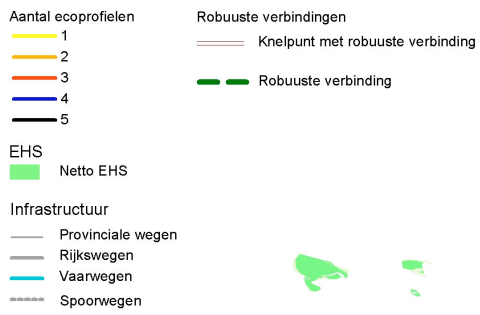 Aantal ecoprofielen
1
2
3
4
5
EHS
Netto EHS
Infrastructuur
Provinciale wegen
Rijkswegen
Vaarwegen
Spoorwegen
Robuuste verbindingen
Knelpunt met robuuste verbinding
Robuuste verbinding